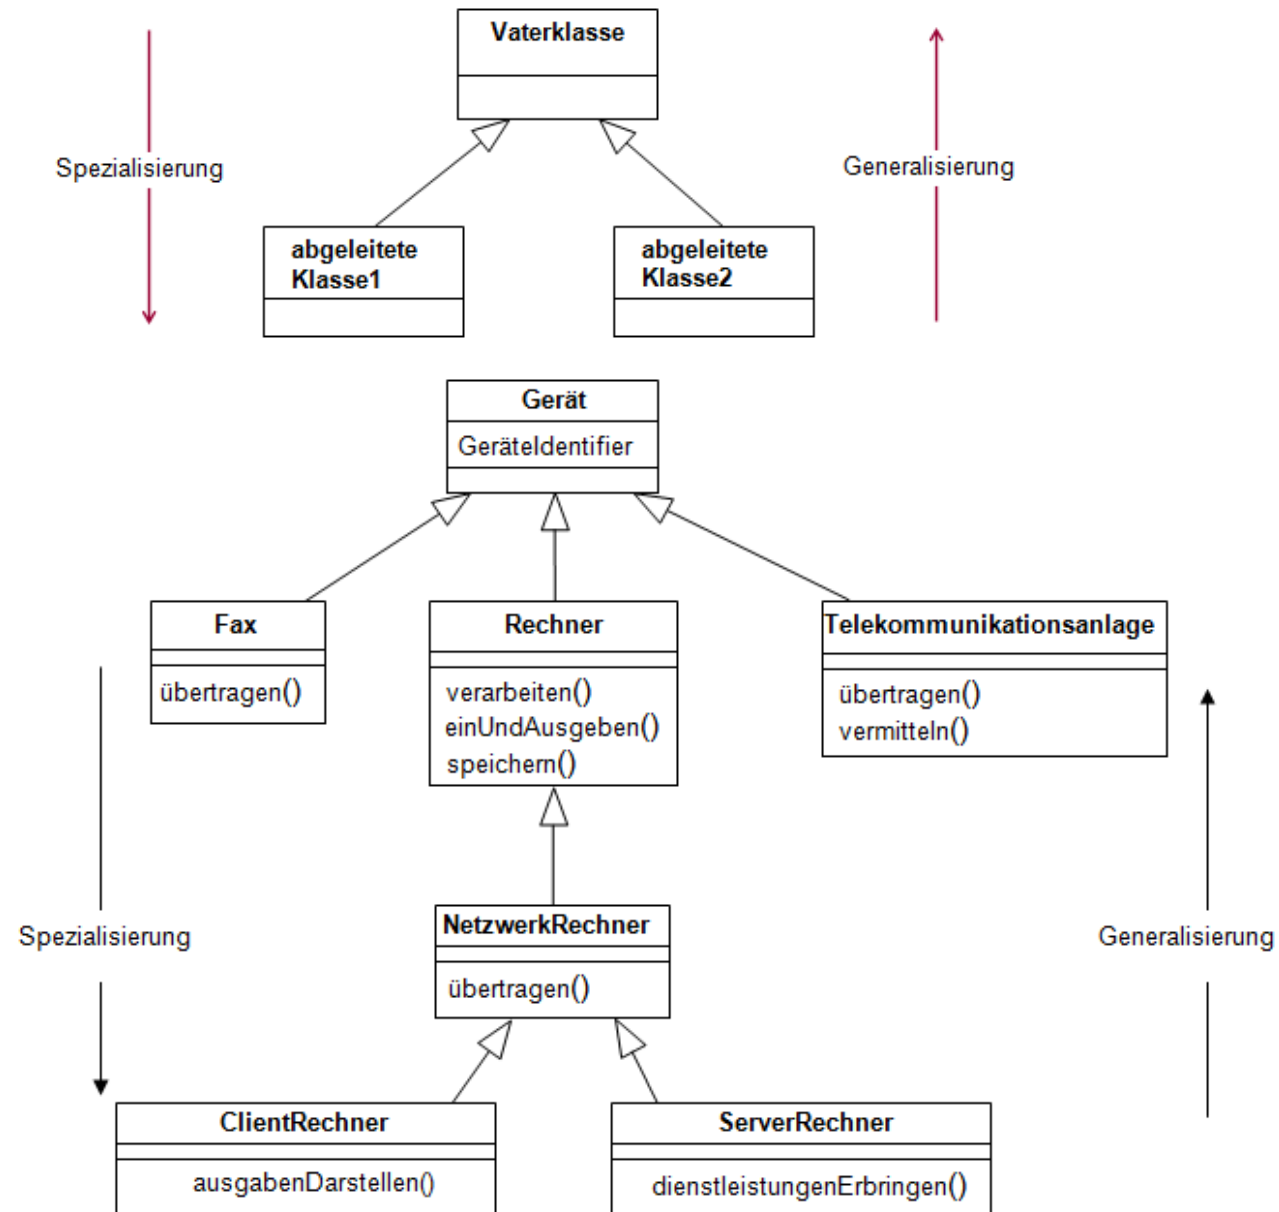 Vaterklasse
Spezialisierung
Generalisierung
abgeleitete
Klasse1
abgeleitete
Klasse2
Gerät
GeräteIdentifier
Fax
übertragen()
Rechner
verarbeiten()
einUndAusgeben()
speichern()
Telekommunikationsanlage
übertragen()
vermitteln()
Spezialisierung
Generalisierung
NetzwerkRechner
übertragen()
ClientRechner
ausgabenDarstellen()
ServerRechner
dienstleistungenErbringen()